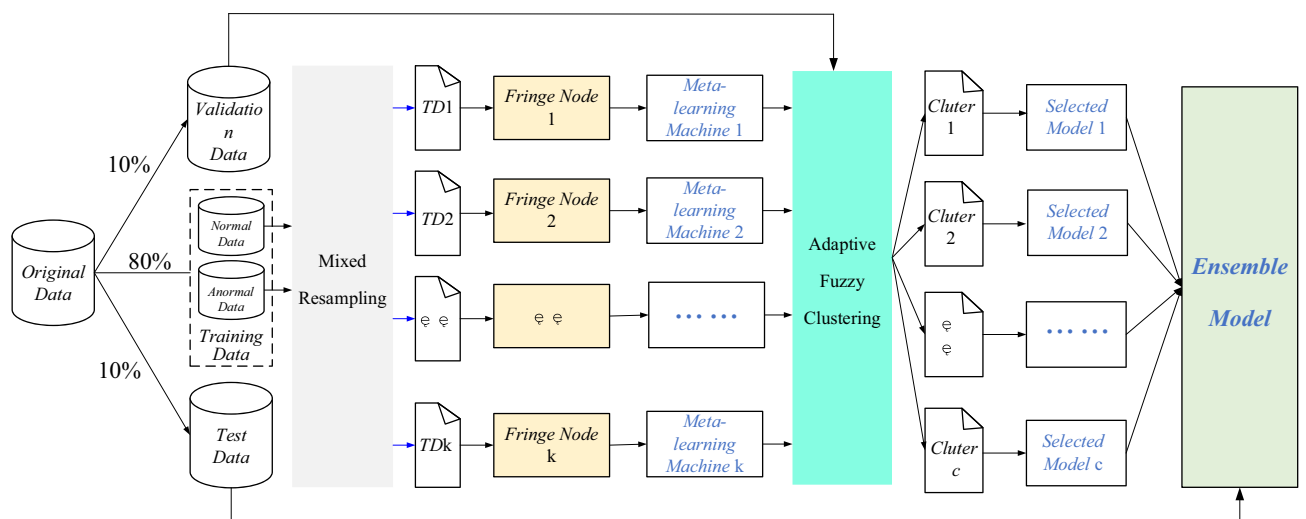 Original
Data
10%
80%
10%
Validatio
n
Data
Normal
Data
Anormal
Data
Training
Data
Test
Data
Mixed
Resampling
TD1
Fringe Node
1
Meta-
learning
Machine 1
TD2
Fringe Node
2
Meta-
learning
Machine 2
… …
TDk
Fringe Node
k
Meta-
learning
Machine k
Adaptive
Fuzzy
Clustering
Cluter
1
Selected
Model 1
Cluter
2
Selected
Model 2
… …
Cluter
c
Selected
Model c
Ensemble
Model